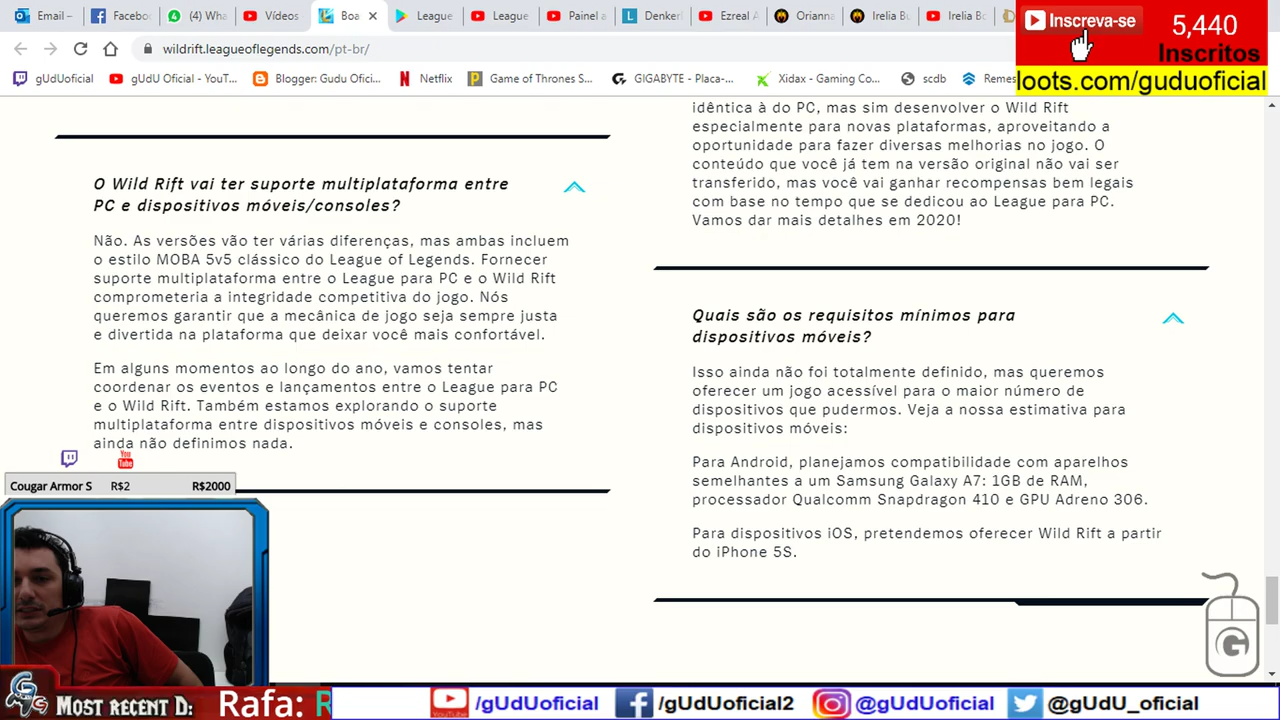 Email –
Facebo
(4) Wha
Vídeos
Boa
League
League
Painel a
Denker
Ezreal A
Orianna
Irelia Bu
Irelia Bo
wildrift.leagueoflegends.com/pt-br/
Inscreva-se
5,440
Inscritos
loots.com/guduoficial
gUdUoficial
gUdU Oficial - YouT...
Blogger: Gudu Ofici...
Netflix
Game of Thrones S...
GIGABYTE - Placa-...
Xidax - Gaming Co...
scdb
Remes
O Wild Rift vai ter suporte multiplataforma entre
PC e dispositivos móveis/consoles?
Não. As versões vão ter várias diferenças, mas ambas incluem
o estilo MOBA 5v5 clássico do League of Legends. Fornecer
suporte multiplataforma entre o League para PC e o Wild Rift
comprometeria a integridade competitiva do jogo. Nós
queremos garantir que a mecânica de jogo seja sempre justa
e divertida na plataforma que deixar você mais confortável.
Em alguns momentos ao longo do ano, vamos tentar
coordenar os eventos e lançamentos entre o League para PC
e o Wild Rift. Também estamos explorando o suporte
multiplataforma entre dispositivos móveis e consoles, mas
ainda não definimos nada.
idêntica à do PC, mas sim desenvolver o Wild Rift
especialmente para novas plataformas, aproveitando a
oportunidade para fazer diversas melhorias no jogo. O
conteúdo que você já tem na versão original não vai ser
transferido, mas você vai ganhar recompensas bem legais
com base no tempo que se dedicou ao League para PC.
Vamos dar mais detalhes em 2020!
Quais são os requisitos mínimos para
dispositivos móveis?
Isso ainda não foi totalmente definido, mas queremos
oferecer um jogo acessível para o maior número de
dispositivos que pudermos. Veja a nossa estimativa para
dispositivos móveis:
Para Android, planejamos compatibilidade com aparelhos
semelhantes a um Samsung Galaxy A7: 1GB de RAM,
processador Qualcomm Snapdragon 410 e GPU Adreno 306.
Para dispositivos iOS, pretendemos oferecer Wild Rift a partir
do iPhone 5S.
You
Tube
Cougar Armor S R$2 R$2000
Most recent D: Rafa: R
/gUdUoficial
/gUdUoficial2
@gUdUoficial
@gUdU_oficial